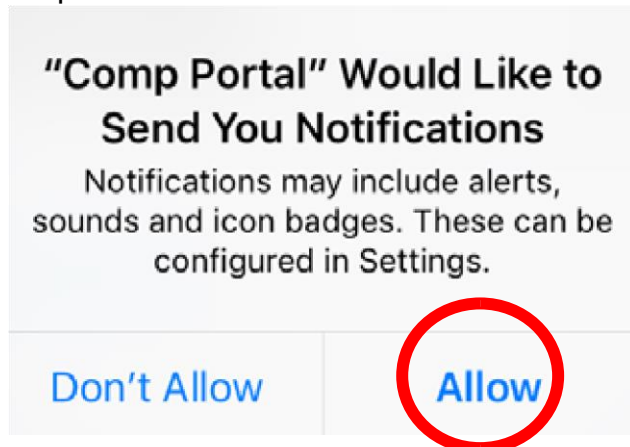 “Comp Portal” Would Like to
Send You Notifications
Notifications may include alerts,
sounds and icon badges. These can be
configured in Settings.
Don’t Allow
Allow